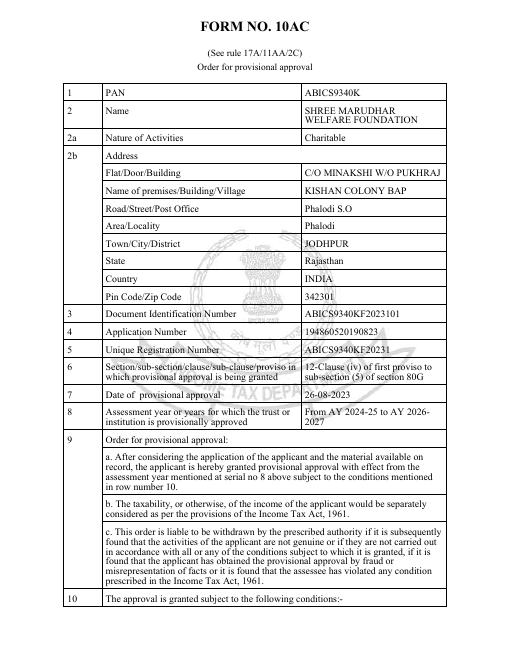 FORM NO. 10AC
(See rule 17A/11AA/2C)
Order for provisional approval
1 PAN ABICS9340K
2 Name SHREE MARUDHAR
WELFARE FOUNDATION
2a Nature of Activities Charitable
2b Address
Flat/Door/Building C/O MINAKSHI W/O PUKHRAJ
Name of premises/Building/Village KISHAN COLONY BAP
Road/Street/Post Office Phalodi S.O
Area/Locality Phalodi
Town/City/District JODHPUR
State Rajasthan
Country INDIA
Pin Code/Zip Code 342301
3 Document Identification Number ABICS9340KF2023101
4 Application Number 194860520190823
5 Unique Registration Number ABICS9340KF20231
6 Section/sub-section/clause/sub-clause/proviso in 12-Clause (iv) of first proviso to
which provisional approval is being granted sub-section (5) of section 80G
7 Date of provisional approval 26-08-2023
8 Assessment year or years for which the trust or From AY 2024-25 to AY 2026-
institution is provisionally approved 2027
9 Order for provisional approval:
a. After considering the application of the applicant and the material available on
record, the applicant is hereby granted provisional approval with effect from the
assessment year mentioned at serial no 8 above subject to the conditions mentioned
in row number 10.
b. The taxability, or otherwise, of the income of the applicant would be separately
considered as per the provisions of the Income Tax Act, 1961.
c. This order is liable to be withdrawn by the prescribed authority if it is subsequently
found that the activities of the applicant are not genuine or if they are not carried out
in accordance with all or any of the conditions subject to which it is granted, if it is
found that the applicant has obtained the provisional approval by fraud or
misrepresentation of facts or it is found that the assessee has violated any condition
prescribed in the Income Tax Act, 1961.
10 The approval is granted subject to the following conditions:-